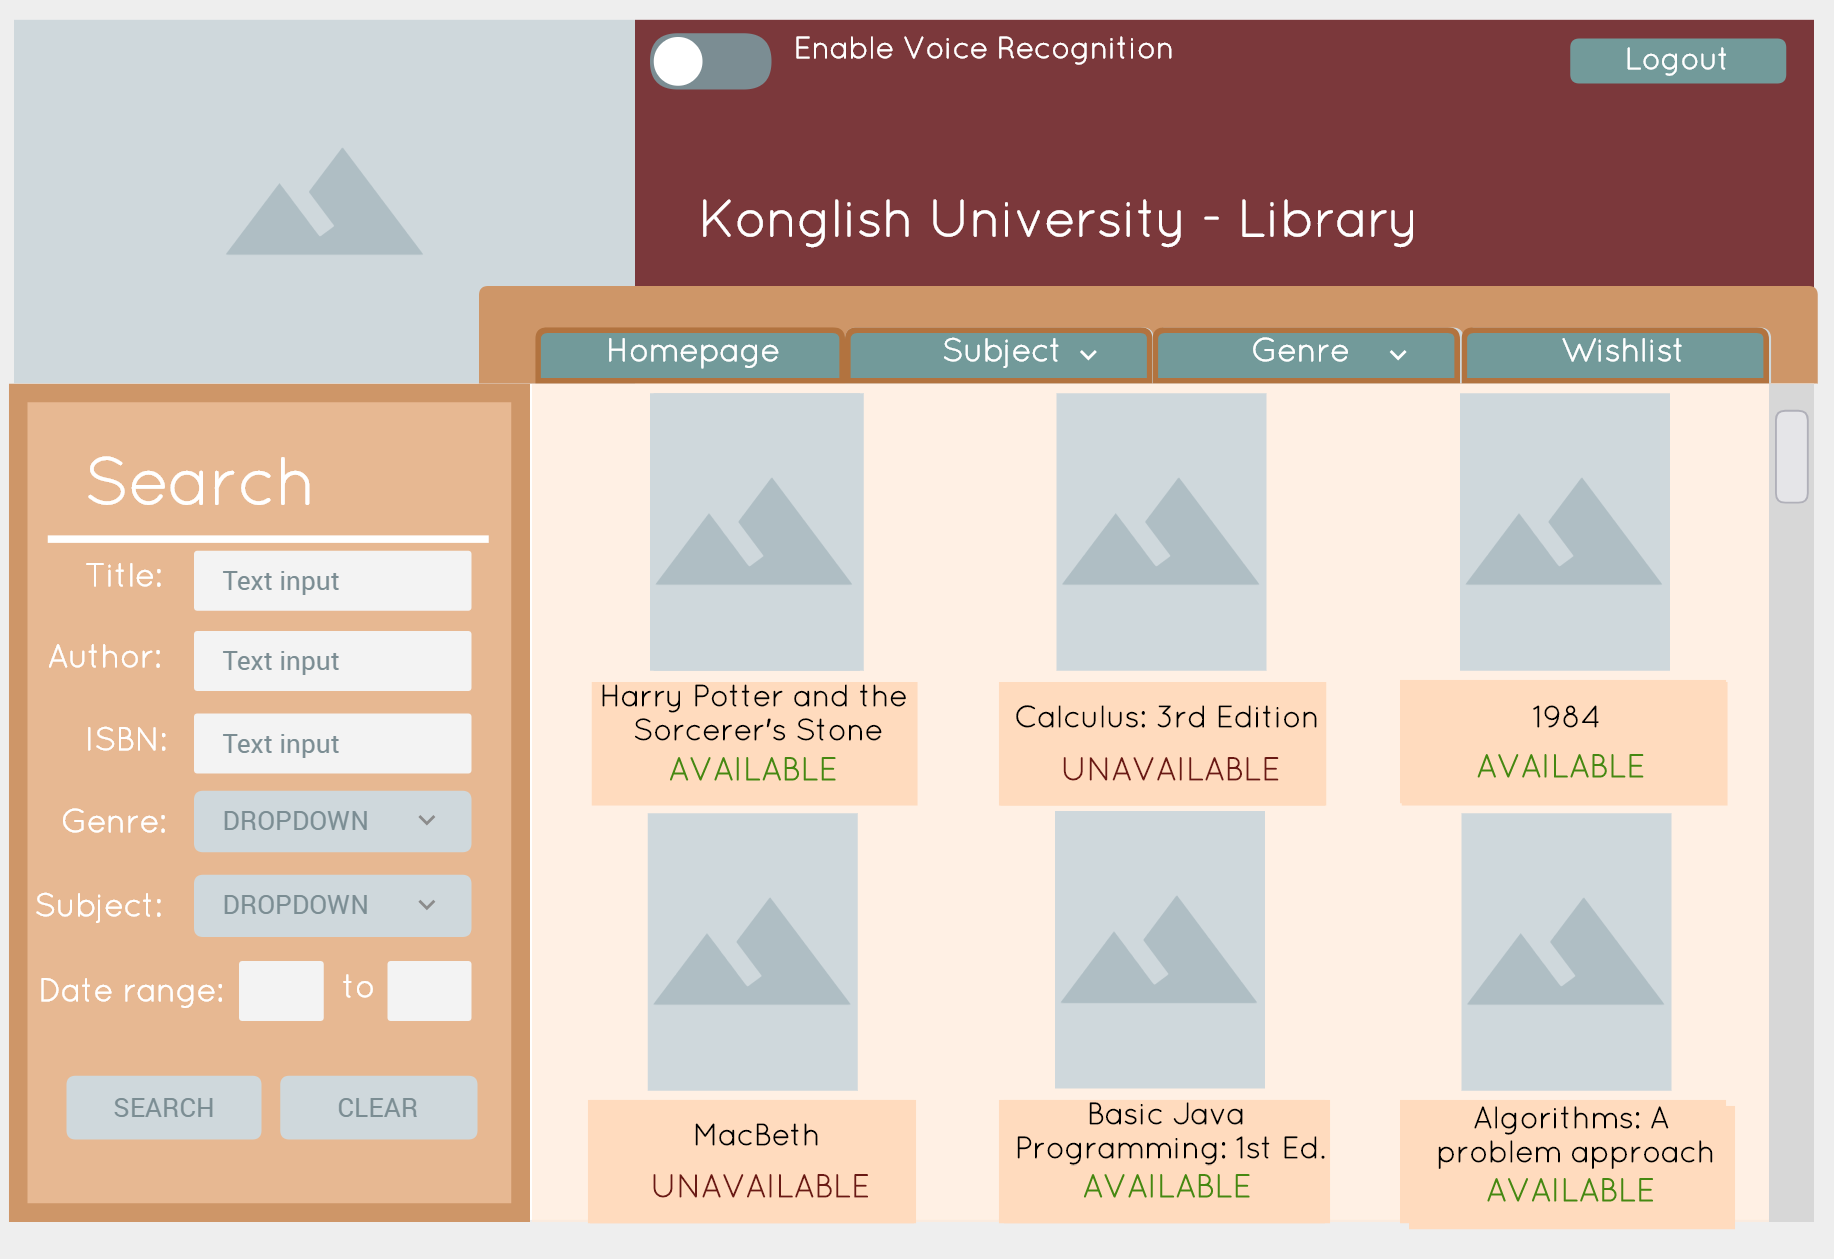 Enable Voice Recognition
Logout
Konglish University - Library
Homepage
Subject
Genre
Wishlist
Search
Title:
Text input
Author:
Text input
ISBN:
Text input
Genre:
DROPDOWN
Subject:
DROPDOWN
Date range:
to
SEARCH
CLEAR
Harry Potter and the
Sorcerer's Stone
AVAILABLE
Calculus: 3rd Edition
UNAVAILABLE
1984
AVAILABLE
MacBeth
UNAVAILABLE
Basic Java
Programming: 1st Ed.
AVAILABLE
Algorithms: A
problem approach
AVAILABLE